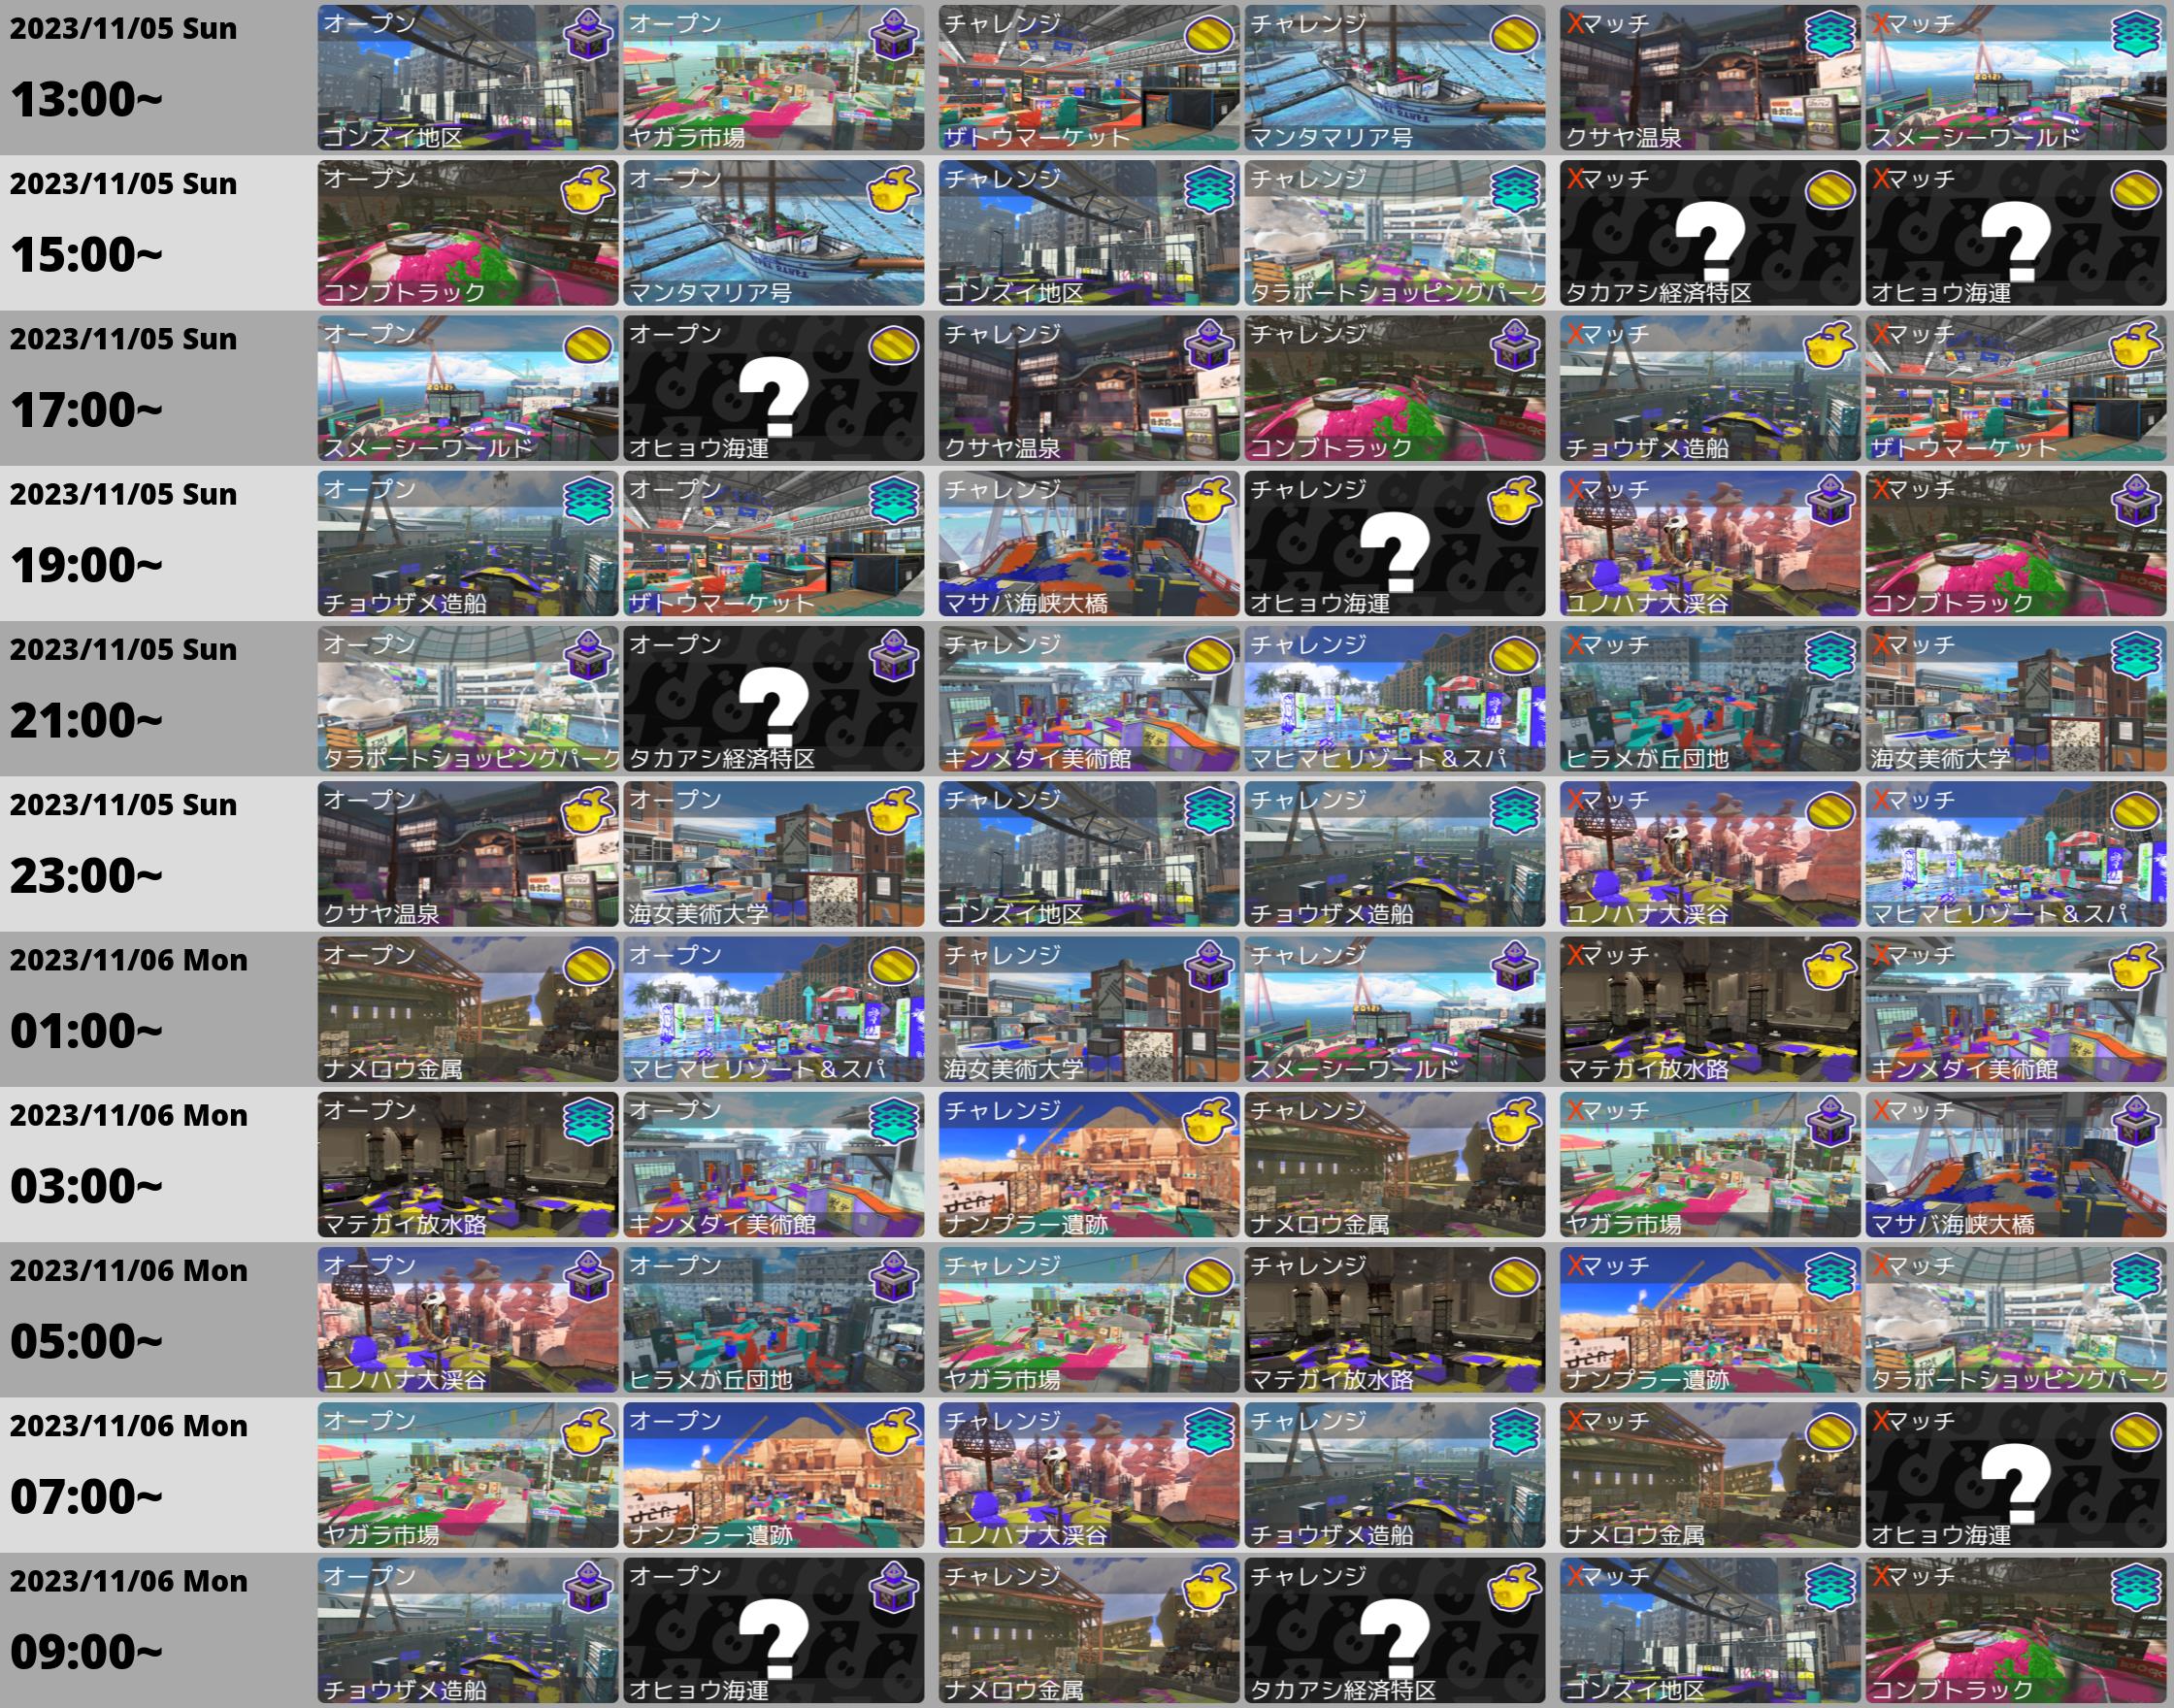 2023/11/05 Sun
13:00~
オープン
ゴンズイ地区
オープン
ヤガラ市場
チャレンジ
ザトウマーケット
チャレンジ
マンタマリア号
Xマッチ
クサヤ温泉
Xマッチ
スメーシーワールド
2023/11/05 Sun
15:00~
オープン
コンブトラック
オープン
マンタマリア号
チャレンジ
ゴンズイ地区
チャレンジ
タラポートショッピングパーク
Xマッチ
タカアシ経済特区
Xマッチ
オヒョウ海運
2023/11/05 Sun
17:00~
オープン
スメーシーワールド
オープン
オヒョウ海運
チャレンジ
クサヤ温泉
チャレンジ
コンブトラック
Xマッチ
チョウザメ造船
Xマッチ
ザトウマーケット
2023/11/05 Sun
19:00~
オープン
チョウザメ造船
オープン
ザトウマーケット
チャレンジ
マサバ海峡大橋
チャレンジ
オヒョウ海運
Xマッチ
ユノハナ大渓谷
Xマッチ
コンブトラック
2023/11/05 Sun
21:00~
オープン
タラポートショッピングパーク
オープン
タカアシ経済特区
チャレンジ
キンメダイ美術館
チャレンジ
マヒマヒリゾート＆スパ
Xマッチ
ヒラメが丘団地
Xマッチ
海女美術大学
2023/11/05 Sun
23:00~
オープン
クサヤ温泉
オープン
海女美術大学
チャレンジ
ゴンズイ地区
チャレンジ
チョウザメ造船
Xマッチ
ユノハナ大渓谷
Xマッチ
マヒマヒリゾート＆スパ
2023/11/06 Mon
01:00~
オープン
ナメロウ金属
オープン
マヒマヒリゾート＆スパ
チャレンジ
海女美術大学
チャレンジ
スメーシーワールド
Xマッチ
マテガイ放水路
Xマッチ
キンメダイ美術館
2023/11/06 Mon
03:00~
オープン
マテガイ放水路
オープン
キンメダイ美術館
チャレンジ
ナンプラー遺跡
チャレンジ
ナメロウ金属
Xマッチ
ヤガラ市場
Xマッチ
マサバ海峡大橋
2023/11/06 Mon
05:00~
オープン
ユノハナ大渓谷
オープン
ヒラメが丘団地
チャレンジ
ヤガラ市場
チャレンジ
マテガイ放水路
Xマッチ
ナンプラー遺跡
Xマッチ
タラポートショッピングパーク
2023/11/06 Mon
07:00~
オープン
ヤガラ市場
オープン
ナンプラー遺跡
チャレンジ
ユノハナ大渓谷
チャレンジ
チョウザメ造船
Xマッチ
ナメロウ金属
Xマッチ
オヒョウ海運
2023/11/06 Mon
09:00~
オープン
チョウザメ造船
オープン
オヒョウ海運
チャレンジ
ナメロウ金属
チャレンジ
タカアシ経済特区
Xマッチ
ゴンズイ地区
Xマッチ
コンブトラック